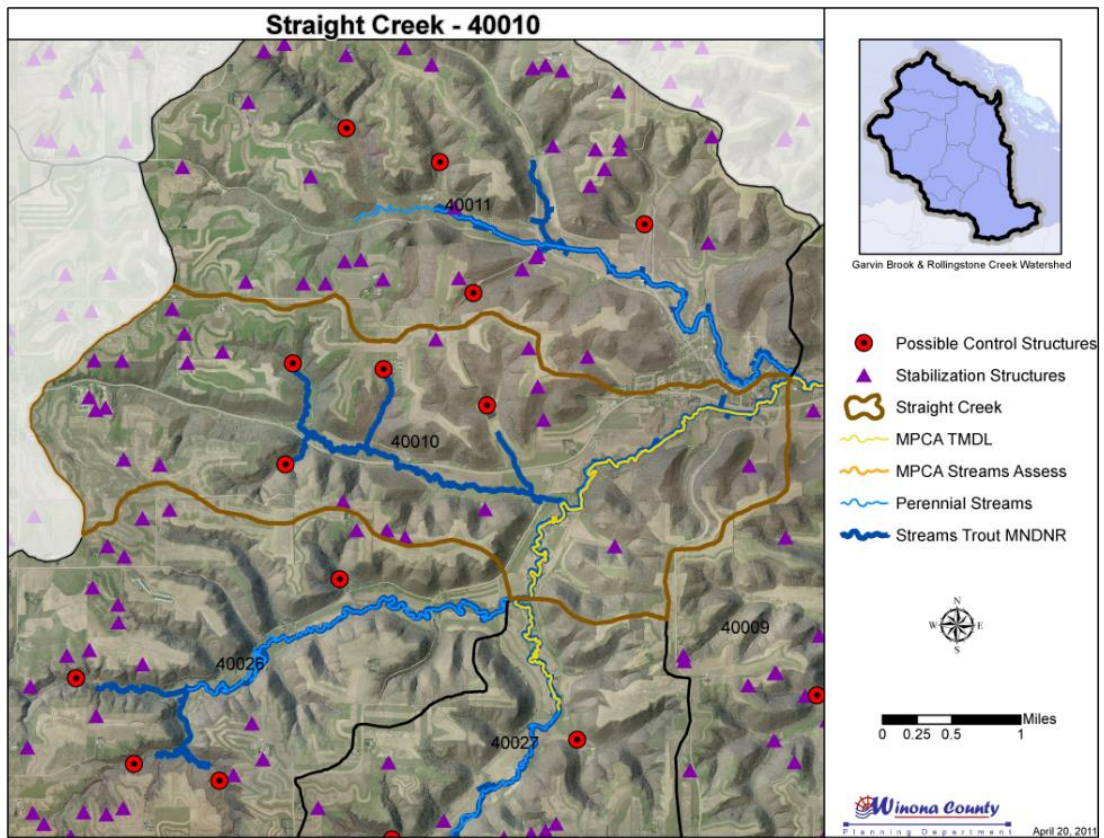 Straight Creek - 40010
40011
40010
40009
40026
40027
Garvin Brook & Rollingstone Creek Watershed
Possible Control Structures
Stabilization Structures
Straight Creek
MPCA TMDL
MPCA Streams Assess
Perennial Streams
Streams Trout MNDNR
N
W E
S
Miles
0 0.25 0.5 1
Winona County
Planning Department
April 20, 2011